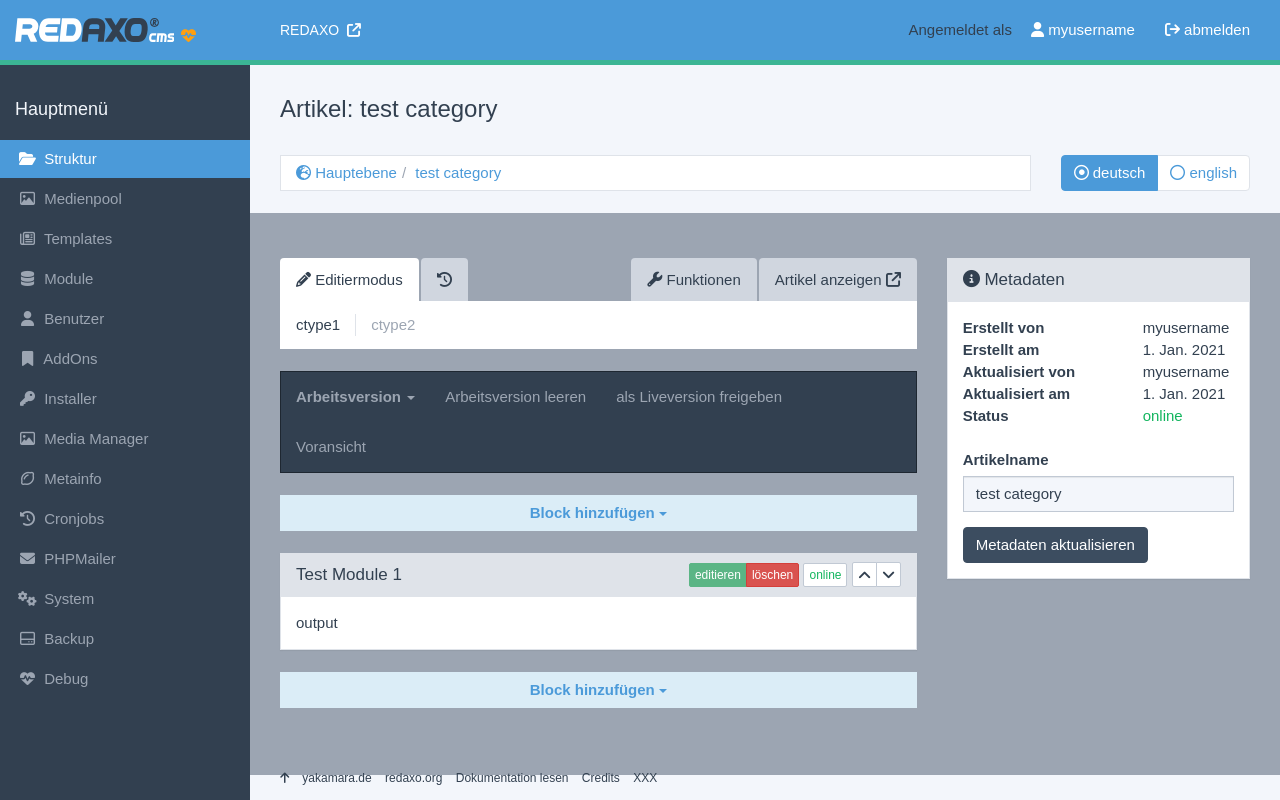 REDAXO® cms
REDAXO
Angemeldet als myusername abmelden
Hauptmenü
Struktur
Medienpool
Templates
Module
Benutzer
AddOns
Installer
Media Manager
Metainfo
Cronjobs
PHPMailer
System
Backup
Debug
Artikel: test category
Hauptebene / test category
deutsch english
Editiermodus
Funktionen
Artikel anzeigen
ctype1 ctype2
Arbeitsversion Arbeitsversion leeren als Liveversion freigeben
Voransicht
Block hinzufügen
Test Module 1 editieren löschen online
output
Block hinzufügen
Metadaten
Erstellt von myusername
Erstellt am 1. Jan. 2021
Aktualisiert von myusername
Aktualisiert am 1. Jan. 2021
Status online
Artikelname
test category
Metadaten aktualisieren
yakamara.de redaxo.org Dokumentation lesen Credits XXX